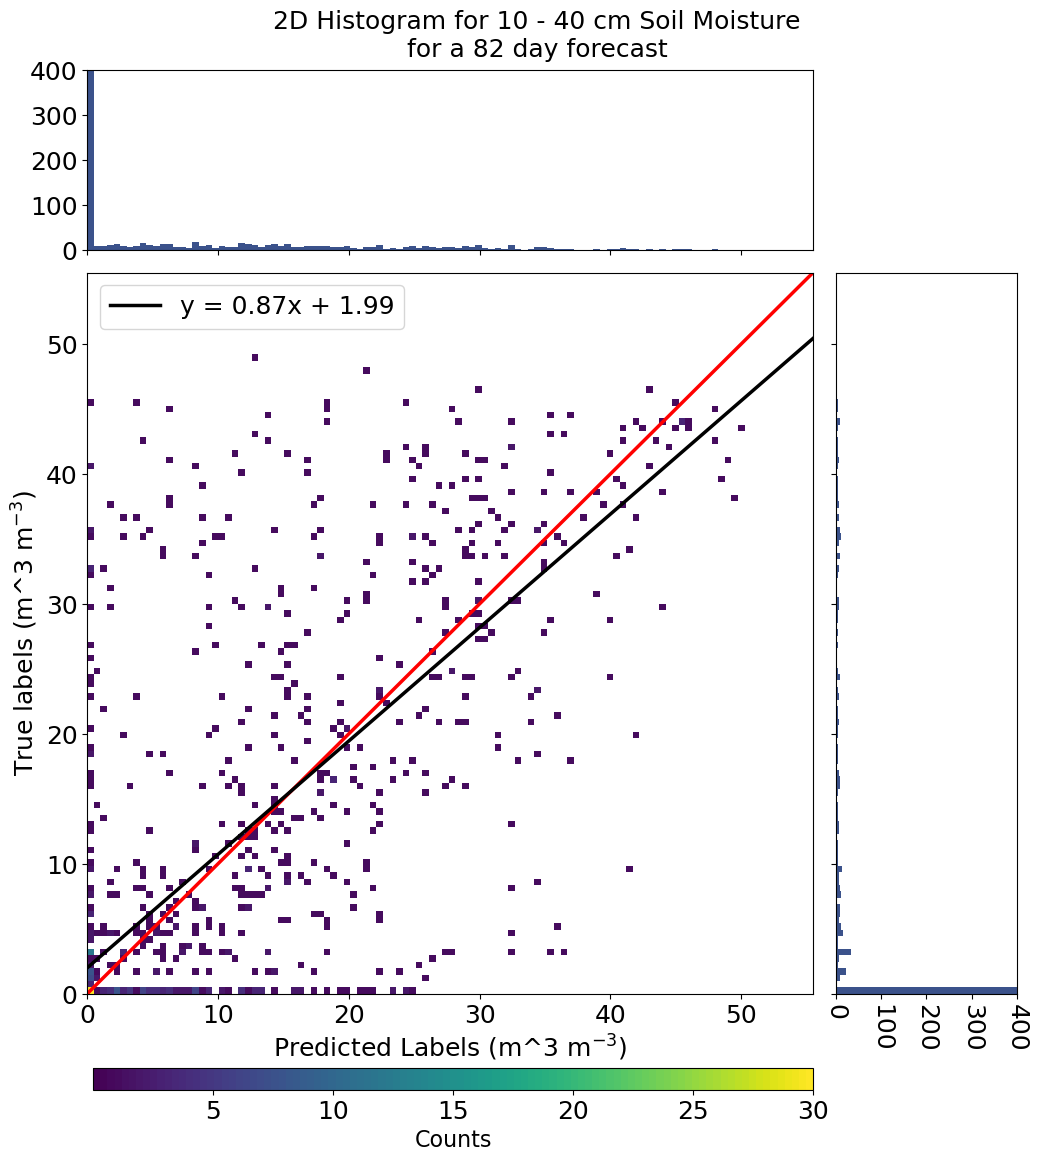 2D Histogram for 10 - 40 cm Soil Moisture
for a 82 day forecast
400
300
200
100
0
y = 0.87x + 1.99
50
40
30
20
10
0
True labels (m^3 m⁻³)
0 10 20 30 40 50
Predicted Labels (m^3 m⁻³)
0 100 200 300 400
5 10 15 20 25 30
Counts